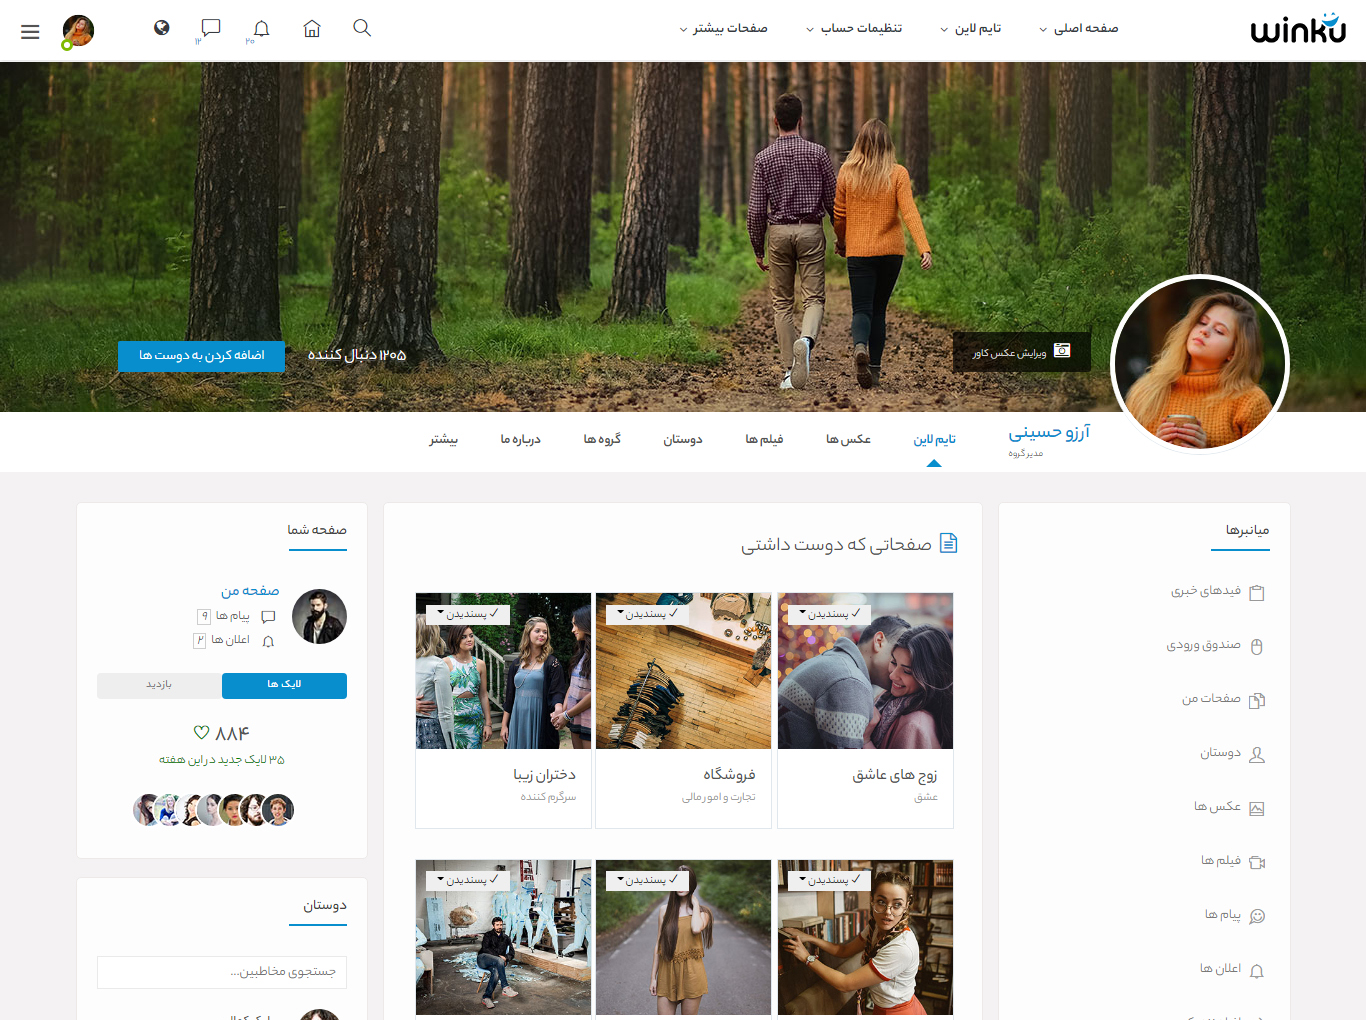 winku
صفحه اصلی
تایم لاین
تنظیمات حساب
صفحات بیشتر
۲۰
۱۲
ویرایش عکس کاور
۱۲۰۵ دنبال کننده
اضافه کردن به دوست ها
آرزو حسینی
مدیر گروه
تایم لاین
عکس ها
فیلم ها
دوستان
گروه ها
درباره ما
بیشتر
میانبرها
فیدهای خبری
صندوق ورودی
صفحات من
دوستان
عکس ها
فیلم ها
پیام ها
اعلان ها
صفحاتی که دوست داشتی
پسندیدن
زوج های عاشق
عشق
پسندیدن
فروشگاه
تجارت و امور مالی
پسندیدن
دختران زیبا
سرگرم کننده
پسندیدن
پسندیدن
پسندیدن
صفحه شما
صفحه من
پیام ها ۹
اعلان ها ۲
لایک ها
بازدید
۸۸۴
۳۵ لایک جدید در این هفته
دوستان
جستجوی مخاطبین...